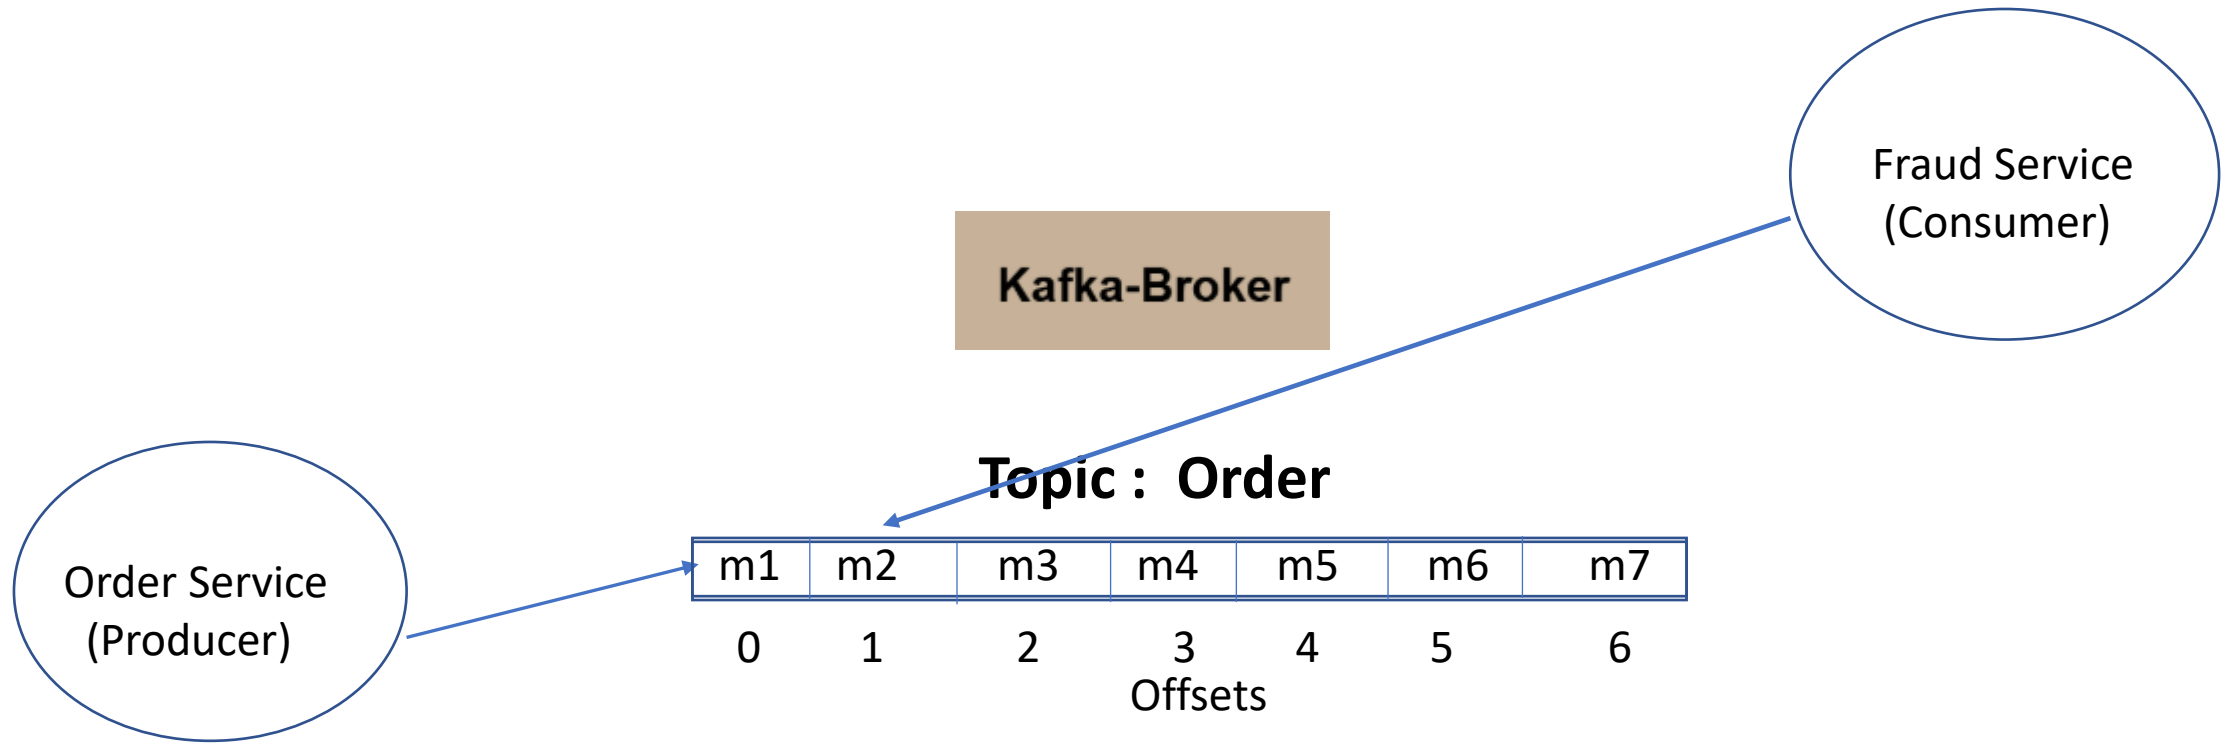 Fraud Service
(Consumer)
Kafka-Broker
Topic : Order
m1 m2 m3 m4 m5 m6 m7
0 1 2 3 4 5 6
Offsets
Order Service
(Producer)